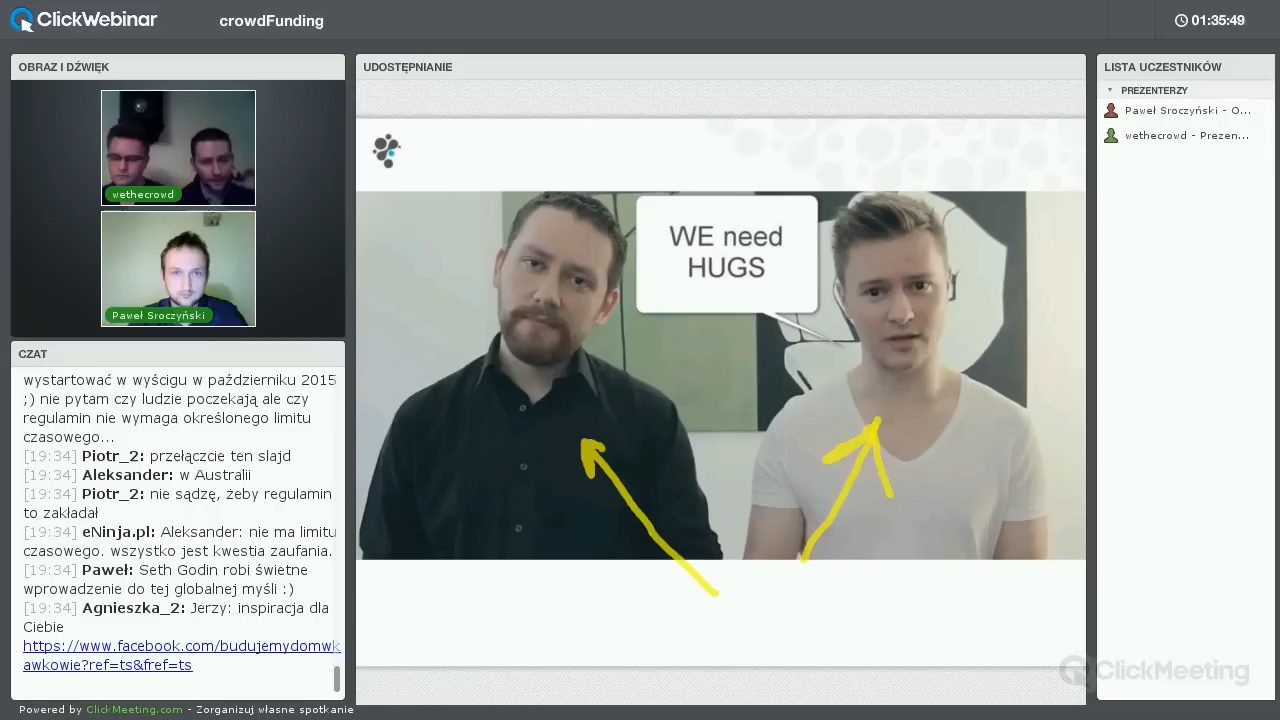 ClickWebinar
crowdFunding
01:35:49
OBRAZ I DŹWIĘK
wethecrowd
Paweł Sroczyński
CZAT
wystartować w wyścigu w październiku 2015
;) nie pytam czy ludzie poczekają ale czy
regulamin nie wymaga określonego limitu
czasowego...
[19:34] Piotr_2: przełączcie ten slajd
[19:34] Aleksander: w Australii
[19:34] Piotr_2: nie sądzę, żeby regulamin
to zakładał
[19:34] eNinja.pl: Aleksander: nie ma limitu
czasowego. wszystko jest kwestia zaufania.
[19:34] Paweł: Seth Godin robi świetne
wprowadzenie do tej globalnej myśli :)
[19:34] Agnieszka_2: Jerzy: inspiracja dla
Ciebie
https://www.facebook.com/budujemydomwk
awkowie?ref=ts&fref=ts
Powered by ClickMeeting.com - Zorganizuj własne spotkanie
UDOSTĘPNIANIE
WE need
HUGS
LISTA UCZESTNIKÓW
PREZENTERZY
Paweł Sroczyński - O...
wethecrowd - Prezen...
ClickMeeting